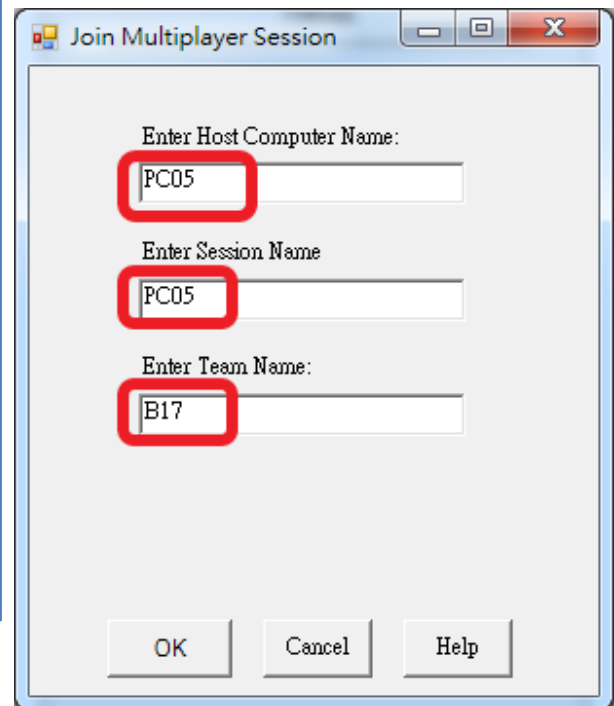 Join Multiplayer Session
Enter Host Computer Name:
PC05
Enter Session Name
PC05
Enter Team Name:
B17
OK Cancel Help